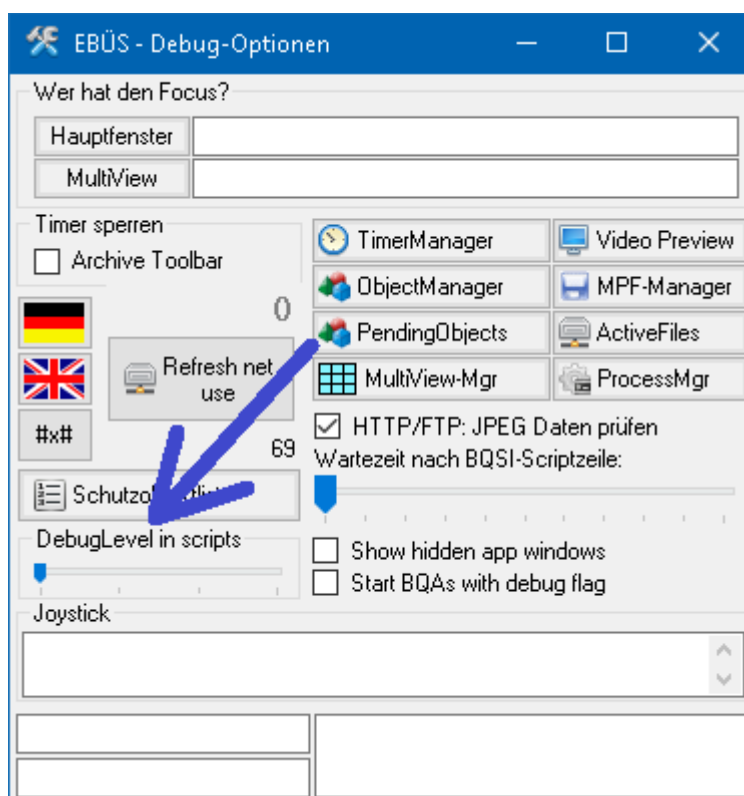 EBÜS - Debug-Optionen
Wer hat den Focus?
Hauptfenster
MultiView
Timer sperren
Archive Toolbar
TimerManager
Video Preview
ObjectManager
MPF-Manager
0
PendingObjects
ActiveFiles
Refresh net
use
MultiView-Mgr
ProcessMgr
#x#
69
HTTP/FTP: JPEG Daten prüfen
Wartezeit nach BQSI-Scriptzeile:
DebugLevel in scripts
Show hidden app windows
Start BQAs with debug flag
Joystick